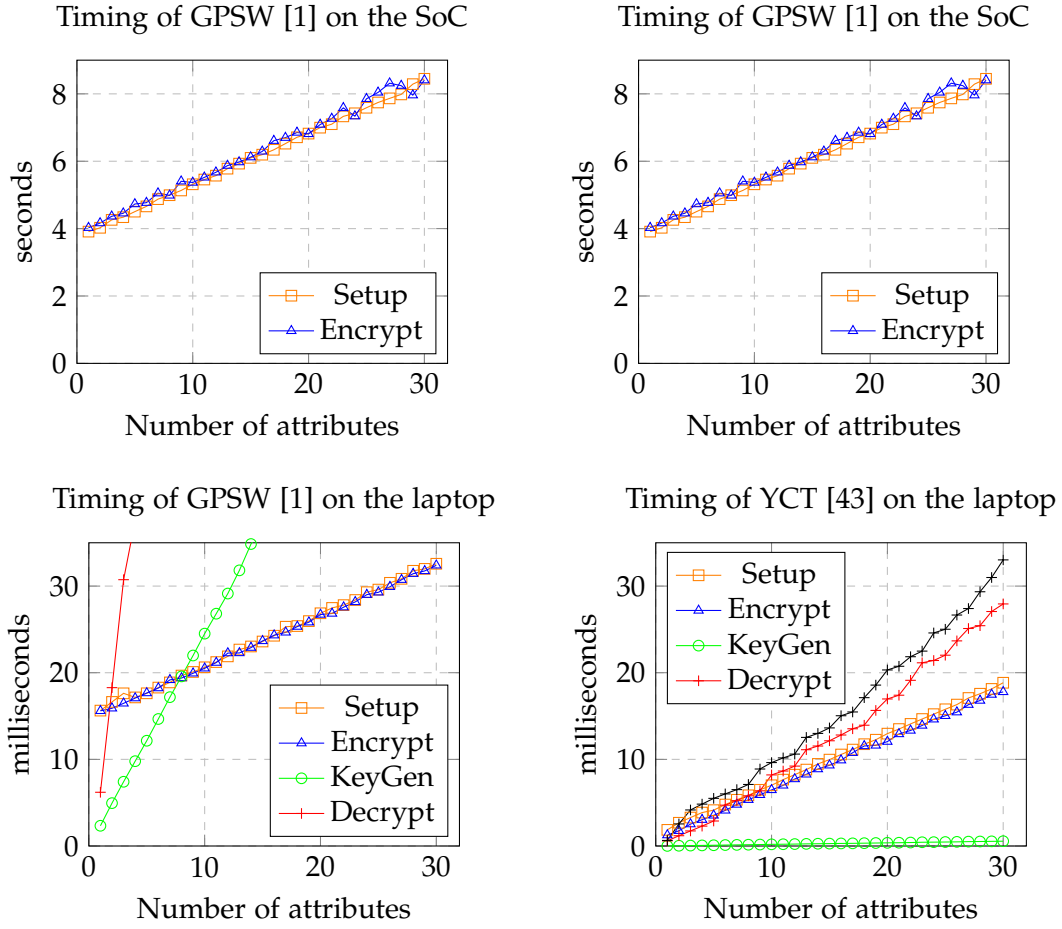 Timing of GPSW [1] on the SoC
8
6
4
2
0
seconds
Setup
Encrypt
0
10
20
30
Number of attributes
Timing of GPSW [1] on the SoC
8
6
4
2
0
seconds
Setup
Encrypt
0
10
20
30
Number of attributes
Timing of GPSW [1] on the laptop
30
20
10
0
milliseconds
Setup
Encrypt
KeyGen
Decrypt
0
10
20
30
Number of attributes
Timing of YCT [43] on the laptop
30
20
10
0
milliseconds
Setup
Encrypt
KeyGen
Decrypt
0
10
20
30
Number of attributes